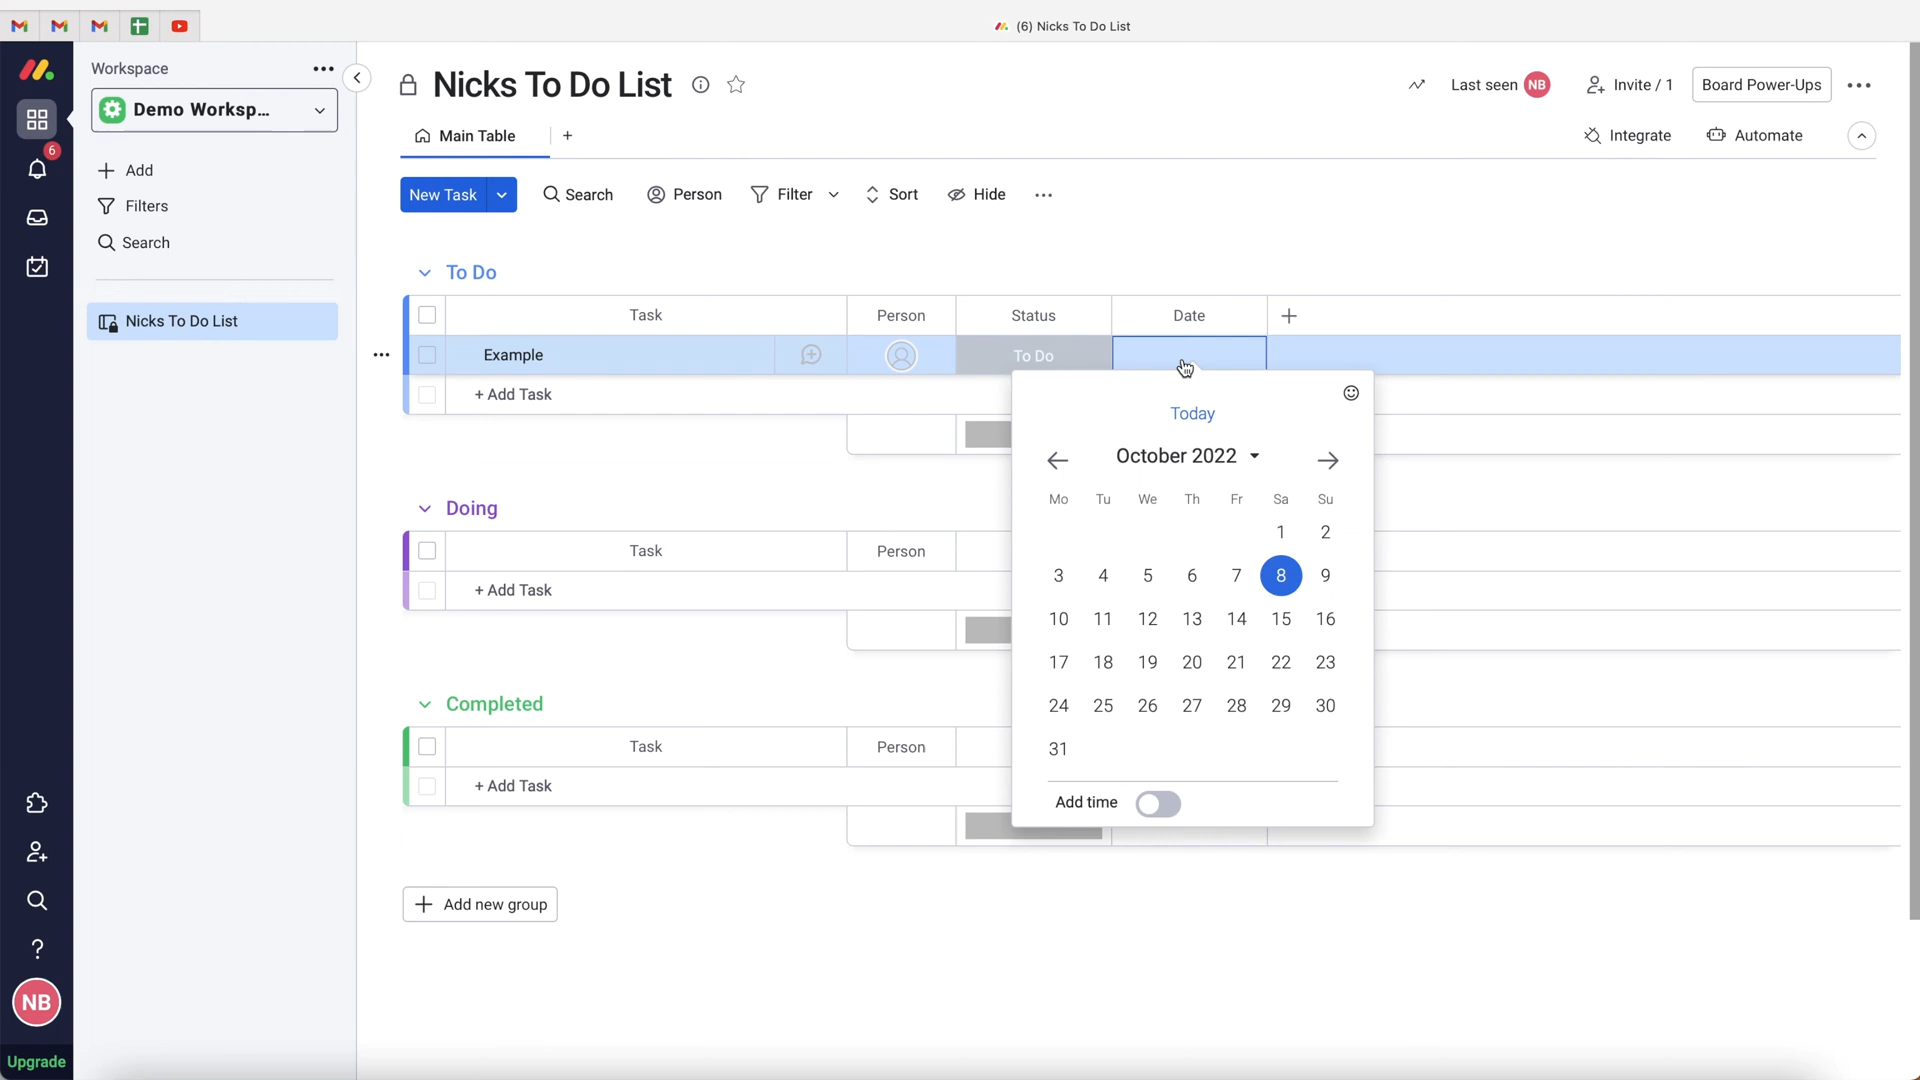 (6) Nicks To Do List
Workspace
Demo Worksp...
6
Add
Filters
Search
Nicks To Do List
NB
Upgrade
Nicks To Do List
Last seen NB
Invite / 1
Board Power-Ups
Main Table
+
Integrate
Automate
New Task
Search
Person
Filter
Sort
Hide
To Do
Task Person Status Date
Example To Do
+ Add Task
Today
October 2022
Mo Tu We Th Fr Sa Su
1 2
3 4 5 6 7 8 9
10 11 12 13 14 15 16
17 18 19 20 21 22 23
24 25 26 27 28 29 30
31
Add time
Doing
Task Person
+ Add Task
Completed
Task Person
+ Add Task
+ Add new group